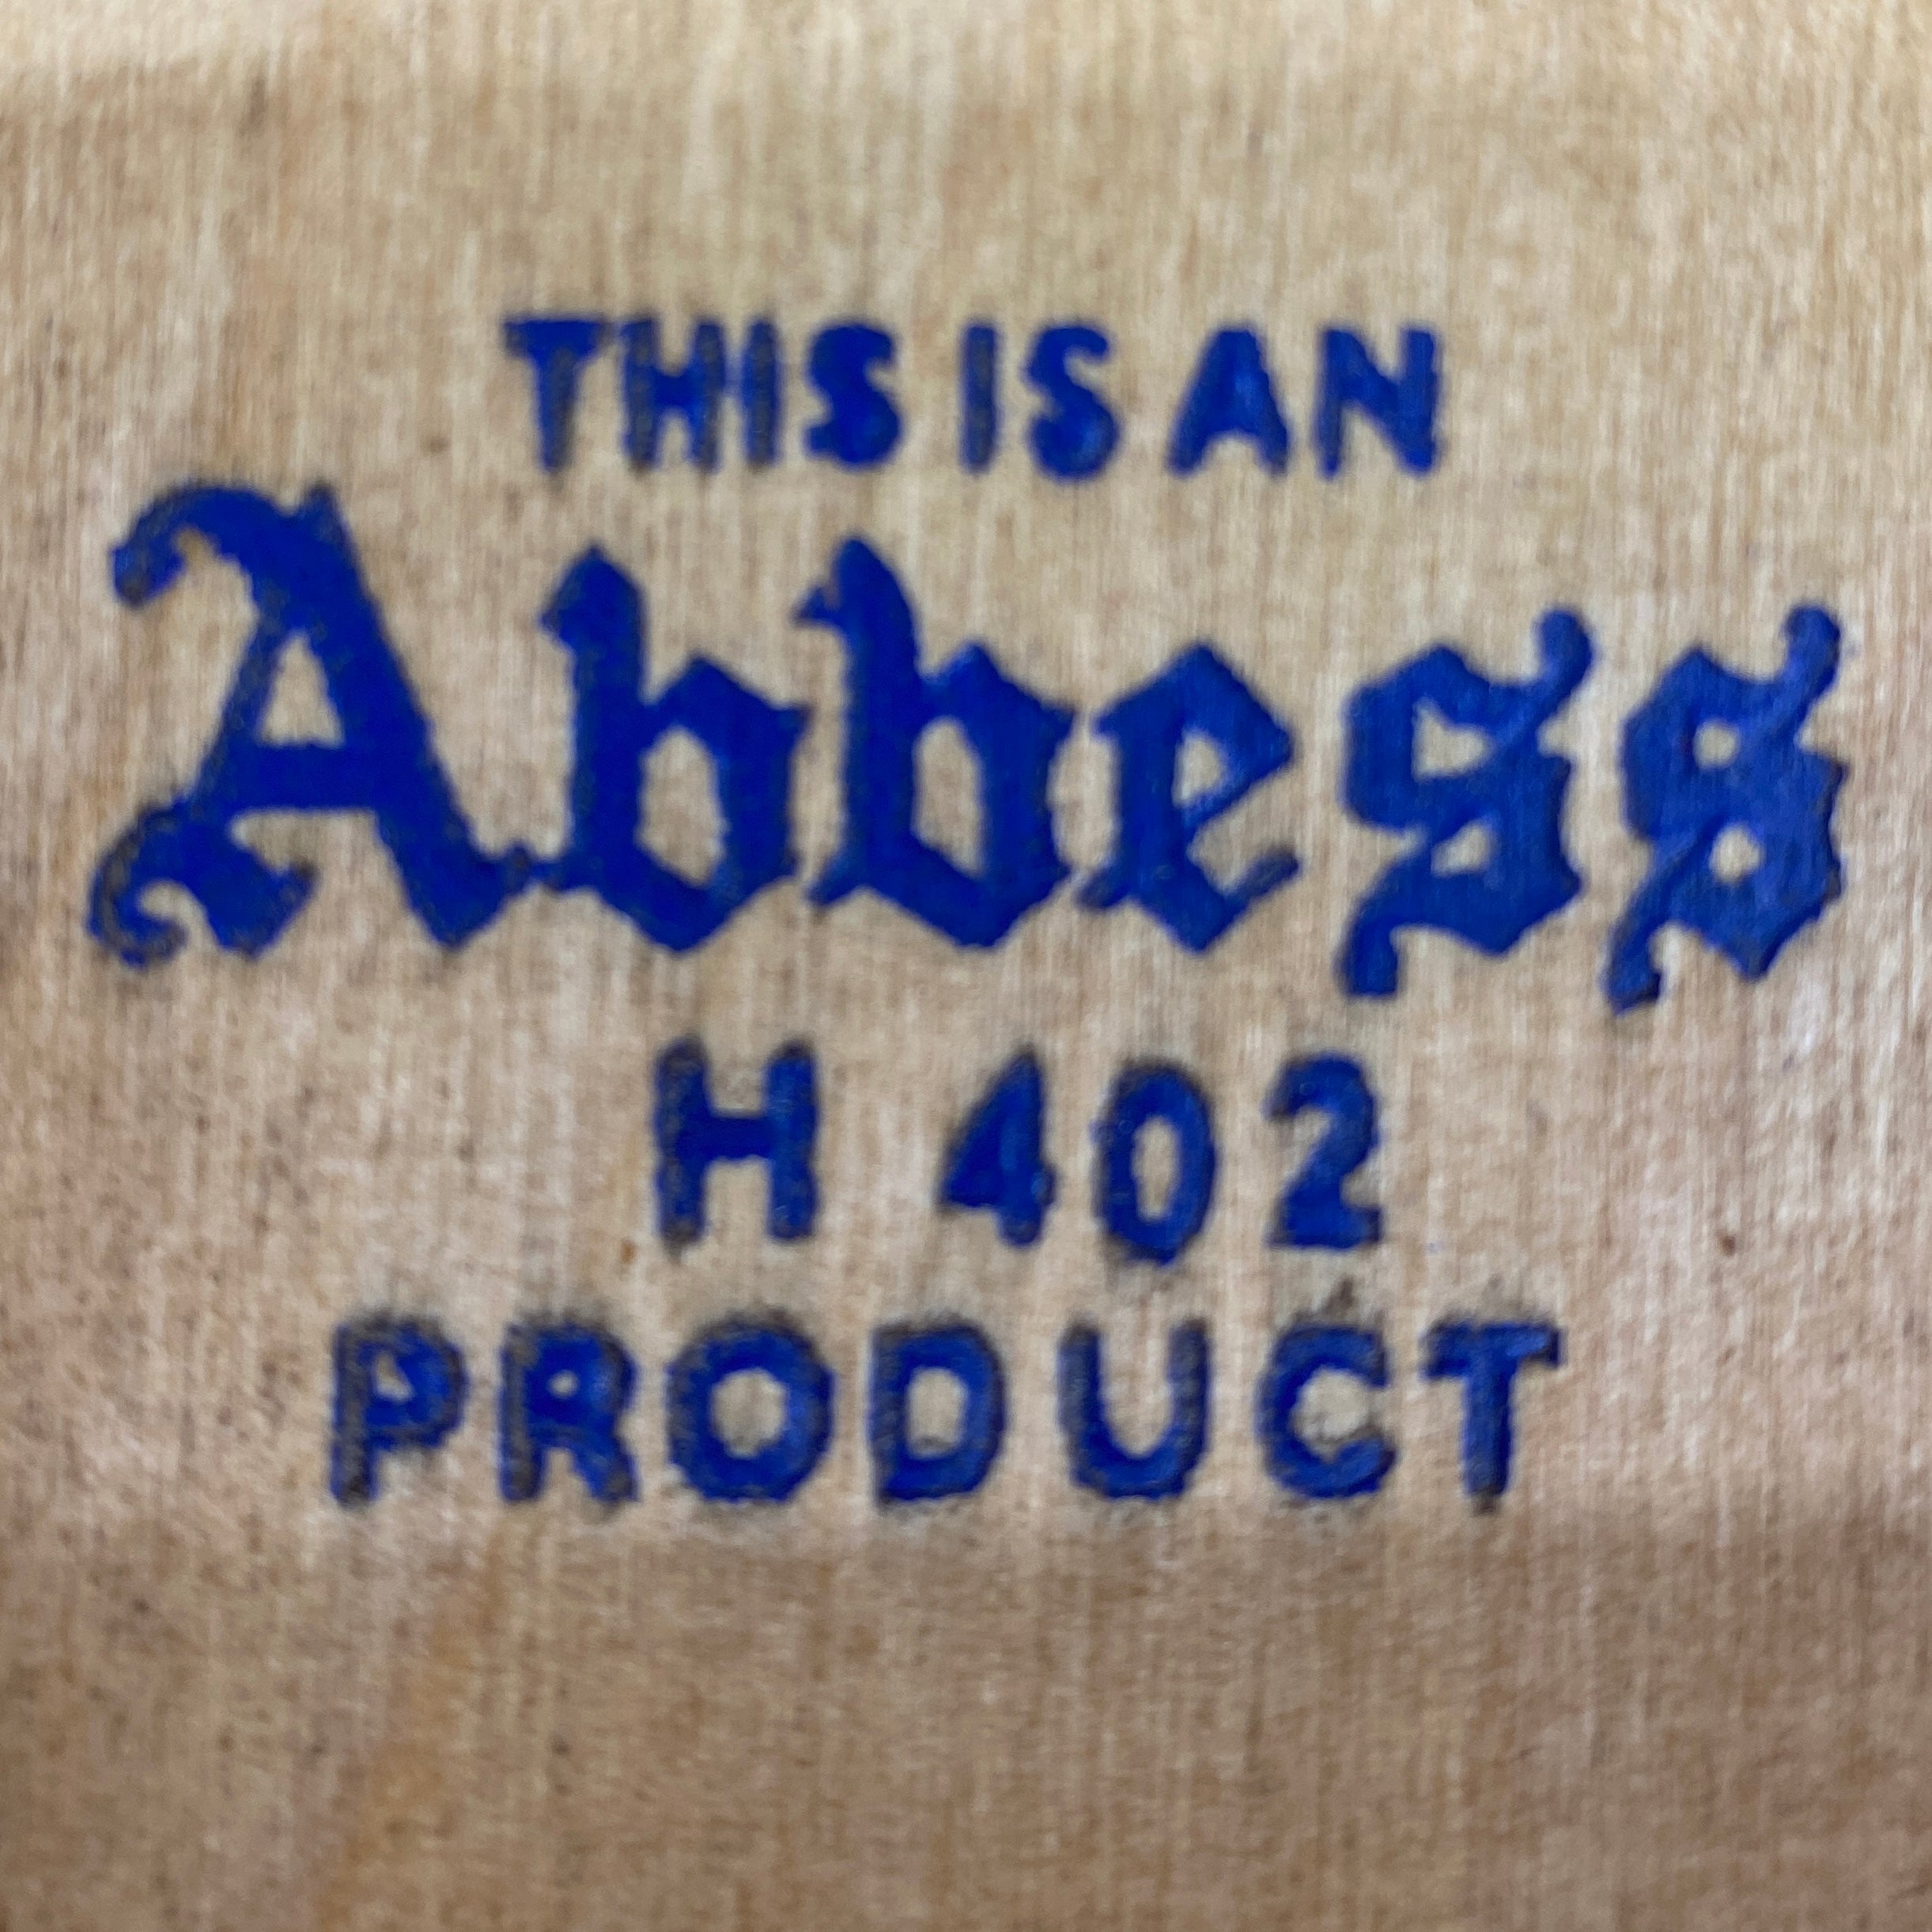 THIS IS AN
Abbess
H 402
PRODUCT